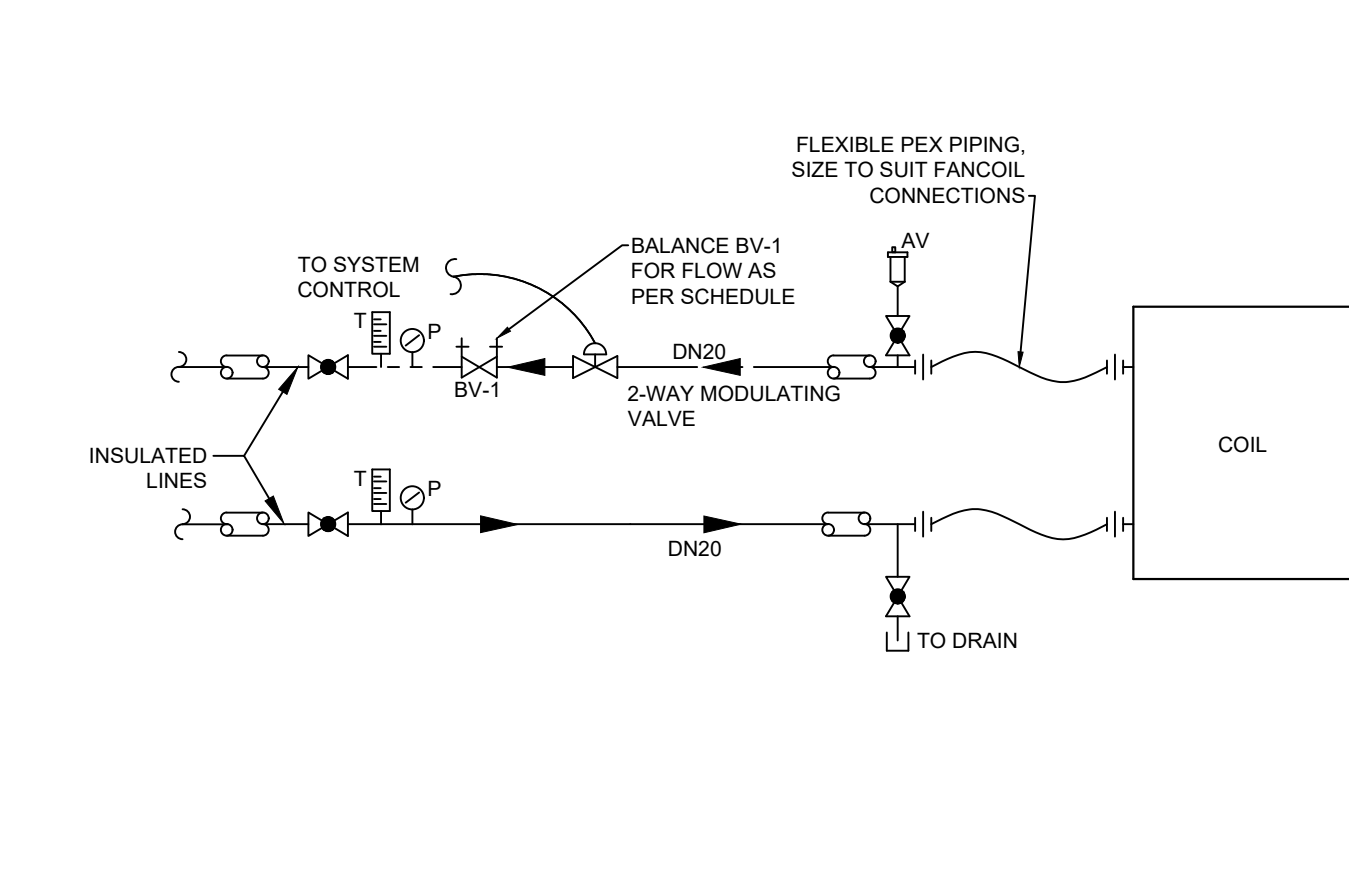 FLEXIBLE PEX PIPING,
SIZE TO SUIT FANCOIL
CONNECTIONS
AV
BALANCE BV-1
FOR FLOW AS
PER SCHEDULE
TO SYSTEM
CONTROL
T
P
DN20
BV-1
2-WAY MODULATING
VALVE
COIL
INSULATED
LINES
T
P
DN20
TO DRAIN